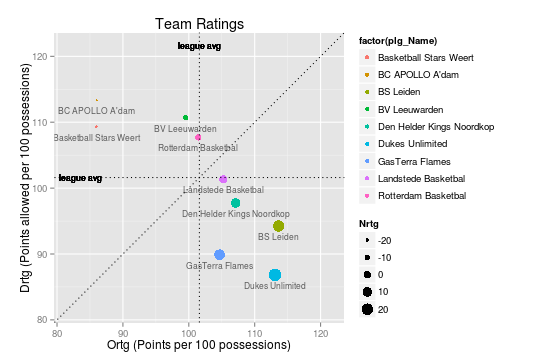 Team Ratings
Drtg (Points allowed per 100 possessions)
120
110
100
90
80
league avg
league avg
BC APOLLO A'dam
BV Leeuwarden
Basketball Stars Weert
Rotterdam Basketbal
Landstede Basketbal
Den Helder Kings Noordkop
BS Leiden
GasTerra Flames
Dukes Unlimited
80
90
100
110
120
Ortg (Points per 100 possessions)
factor(plg_Name)
Basketball Stars Weert
BC APOLLO A'dam
BS Leiden
BV Leeuwarden
Den Helder Kings Noordkop
Dukes Unlimited
GasTerra Flames
Landstede Basketbal
Rotterdam Basketbal
Nrtg
-20
-10
0
10
20